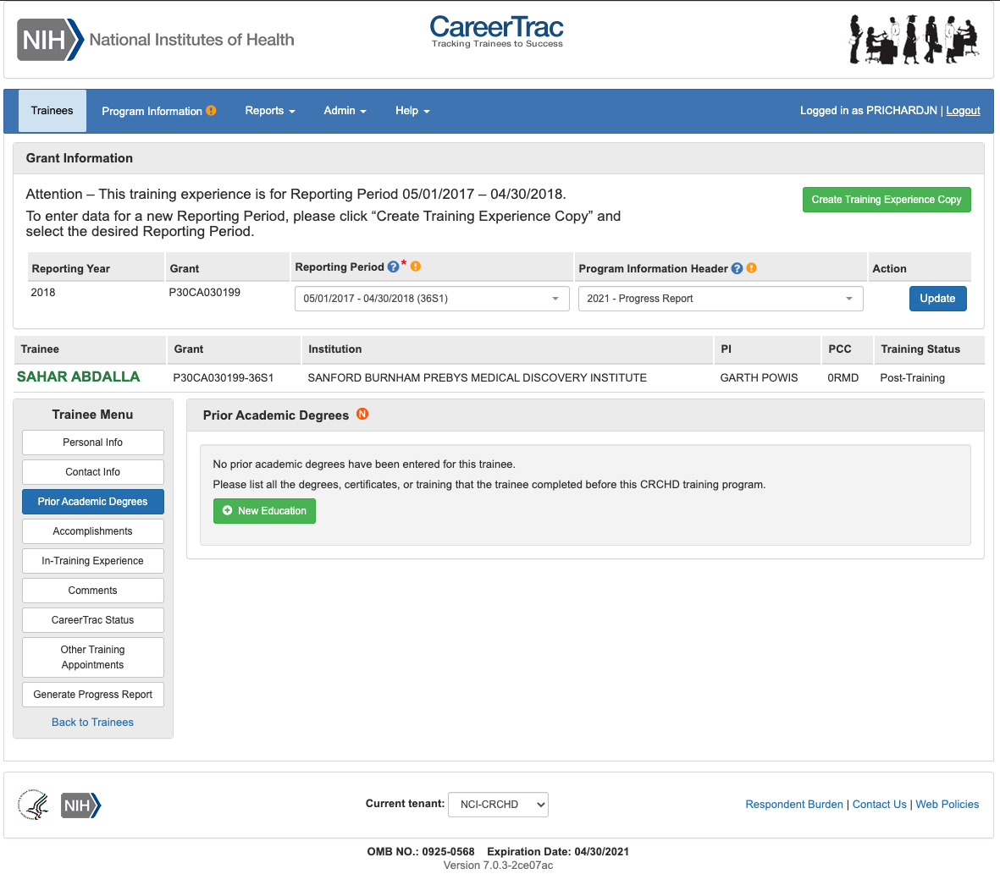 NIH National Institutes of Health
CareerTrac
Tracking Trainees to Success
Trainees Program Information ! Reports Admin Help Logged in as PRICHARDJN | Logout
Grant Information
Attention – This training experience is for Reporting Period 05/01/2017 – 04/30/2018.
To enter data for a new Reporting Period, please click “Create Training Experience Copy” and
select the desired Reporting Period.
Create Training Experience Copy
Reporting Year Grant Reporting Period ? * ! Program Information Header ? ! Action
2018 P30CA030199 05/01/2017 - 04/30/2018 (36S1) 2021 - Progress Report Update
Trainee Grant Institution PI PCC Training Status
SAHAR ABDALLA P30CA030199-36S1 SANFORD BURNHAM PREBYS MEDICAL DISCOVERY INSTITUTE GARTH POWIS 0RMD Post-Training
Trainee Menu
Personal Info
Contact Info
Prior Academic Degrees
Accomplishments
In-Training Experience
Comments
CareerTrac Status
Other Training
Appointments
Generate Progress Report
Back to Trainees
Prior Academic Degrees N
No prior academic degrees have been entered for this trainee.
Please list all the degrees, certificates, or training that the trainee completed before this CRCHD training program.
New Education
NIH
Current tenant: NCI-CRCHD
Respondent Burden | Contact Us | Web Policies
OMB NO.: 0925-0568 Expiration Date: 04/30/2021
Version 7.0.3-2ce07ac